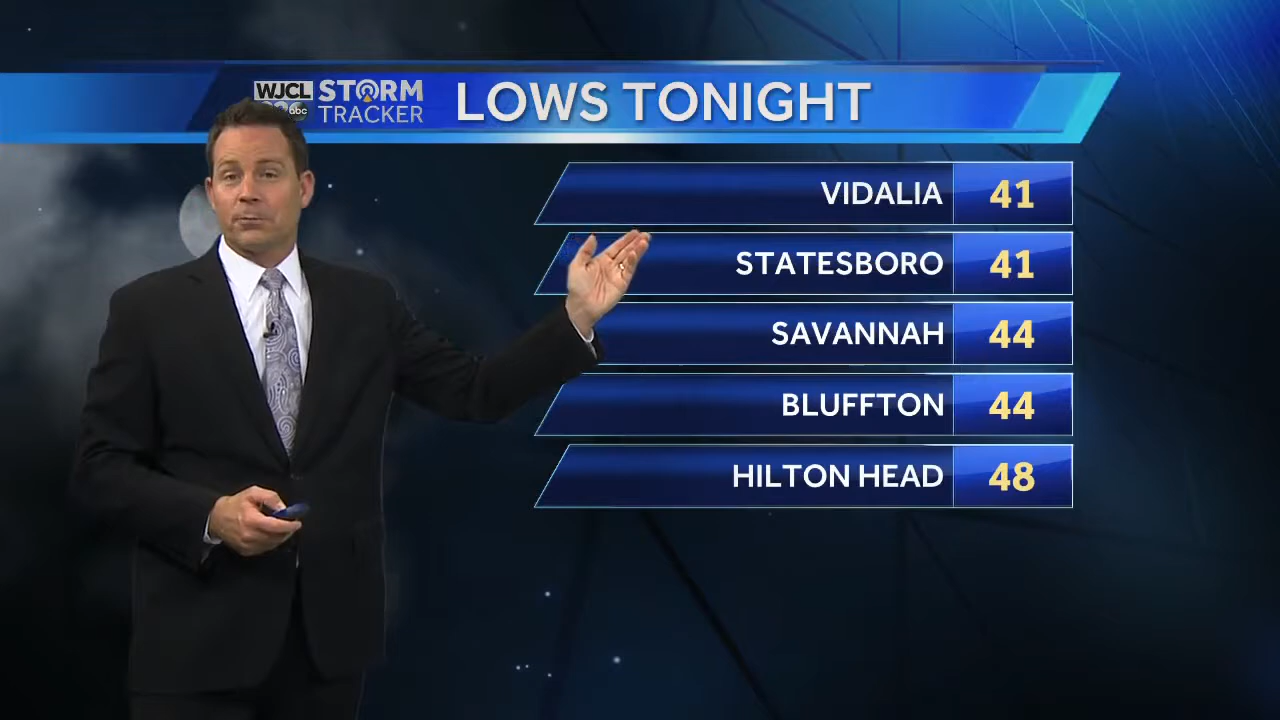 WJCL
abc
STORM
TRACKER
LOWS TONIGHT
VIDALIA 41
STATESBORO 41
SAVANNAH 44
BLUFFTON 44
HILTON HEAD 48